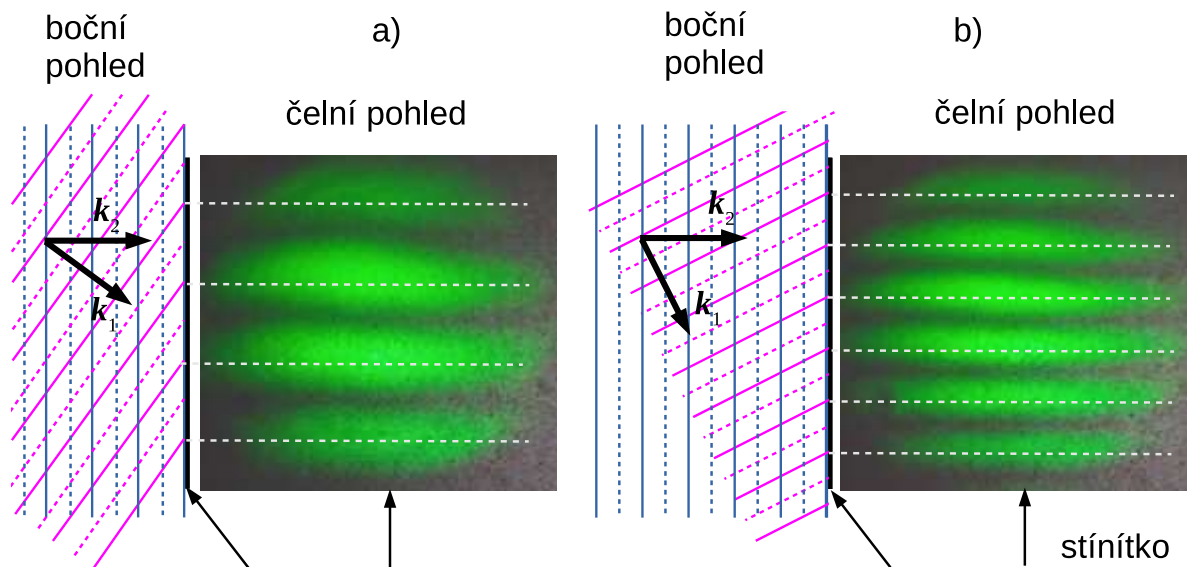 boční
pohled
a)
čelní pohled
k2
k1
boční
pohled
b)
čelní pohled
k2
k1
stínítko